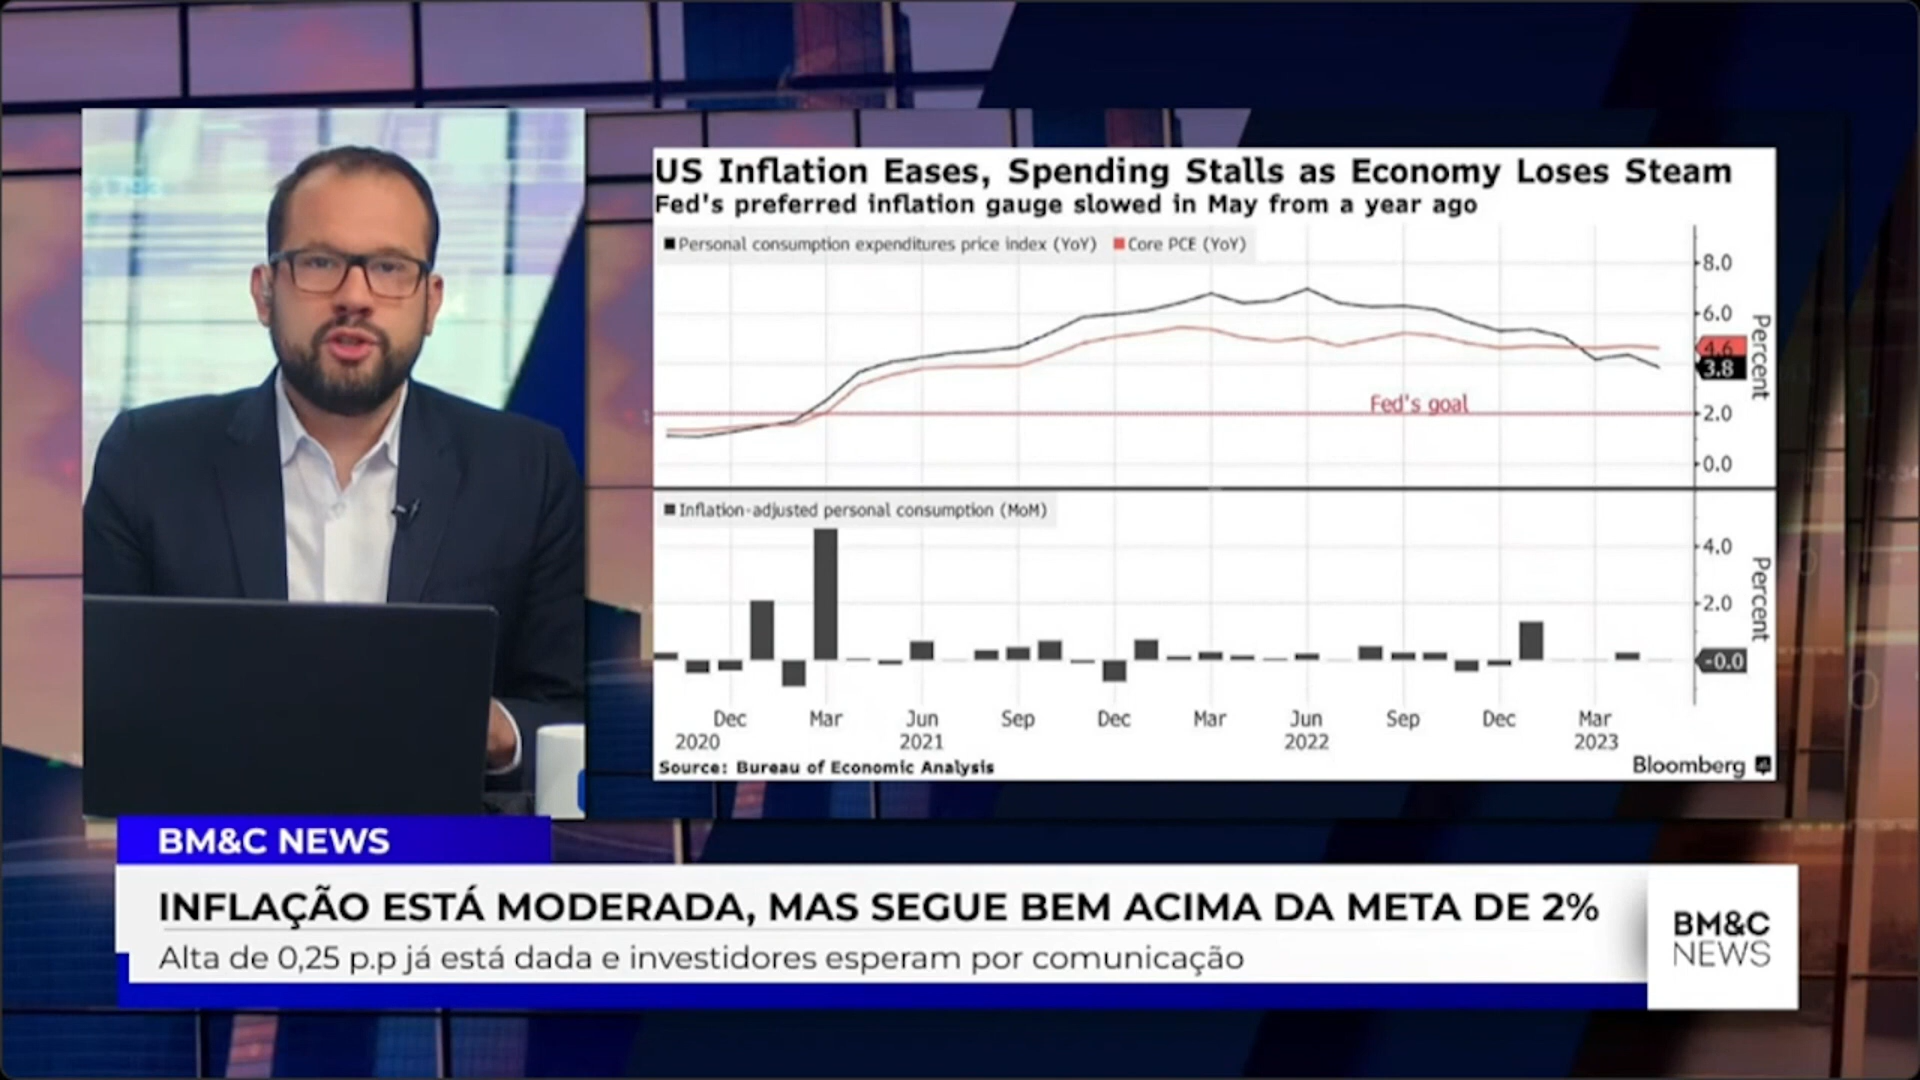 US Inflation Eases, Spending Stalls as Economy Loses Steam
Fed's preferred inflation gauge slowed in May from a year ago
Personal consumption expenditures price index (YoY) Core PCE (YoY)
8.0
6.0
4.6
3.8
Fed's goal
2.0
0.0
Percent
Inflation-adjusted personal consumption (MoM)
4.0
2.0
-0.0
Percent
Dec Mar Jun Sep Dec Mar Jun Sep Dec Mar
2020 2021 2022 2023
Source: Bureau of Economic Analysis
Bloomberg
BM&C NEWS
INFLAÇÃO ESTÁ MODERADA, MAS SEGUE BEM ACIMA DA META DE 2%
Alta de 0,25 p.p já está dada e investidores esperam por comunicação
BM&C
NEWS